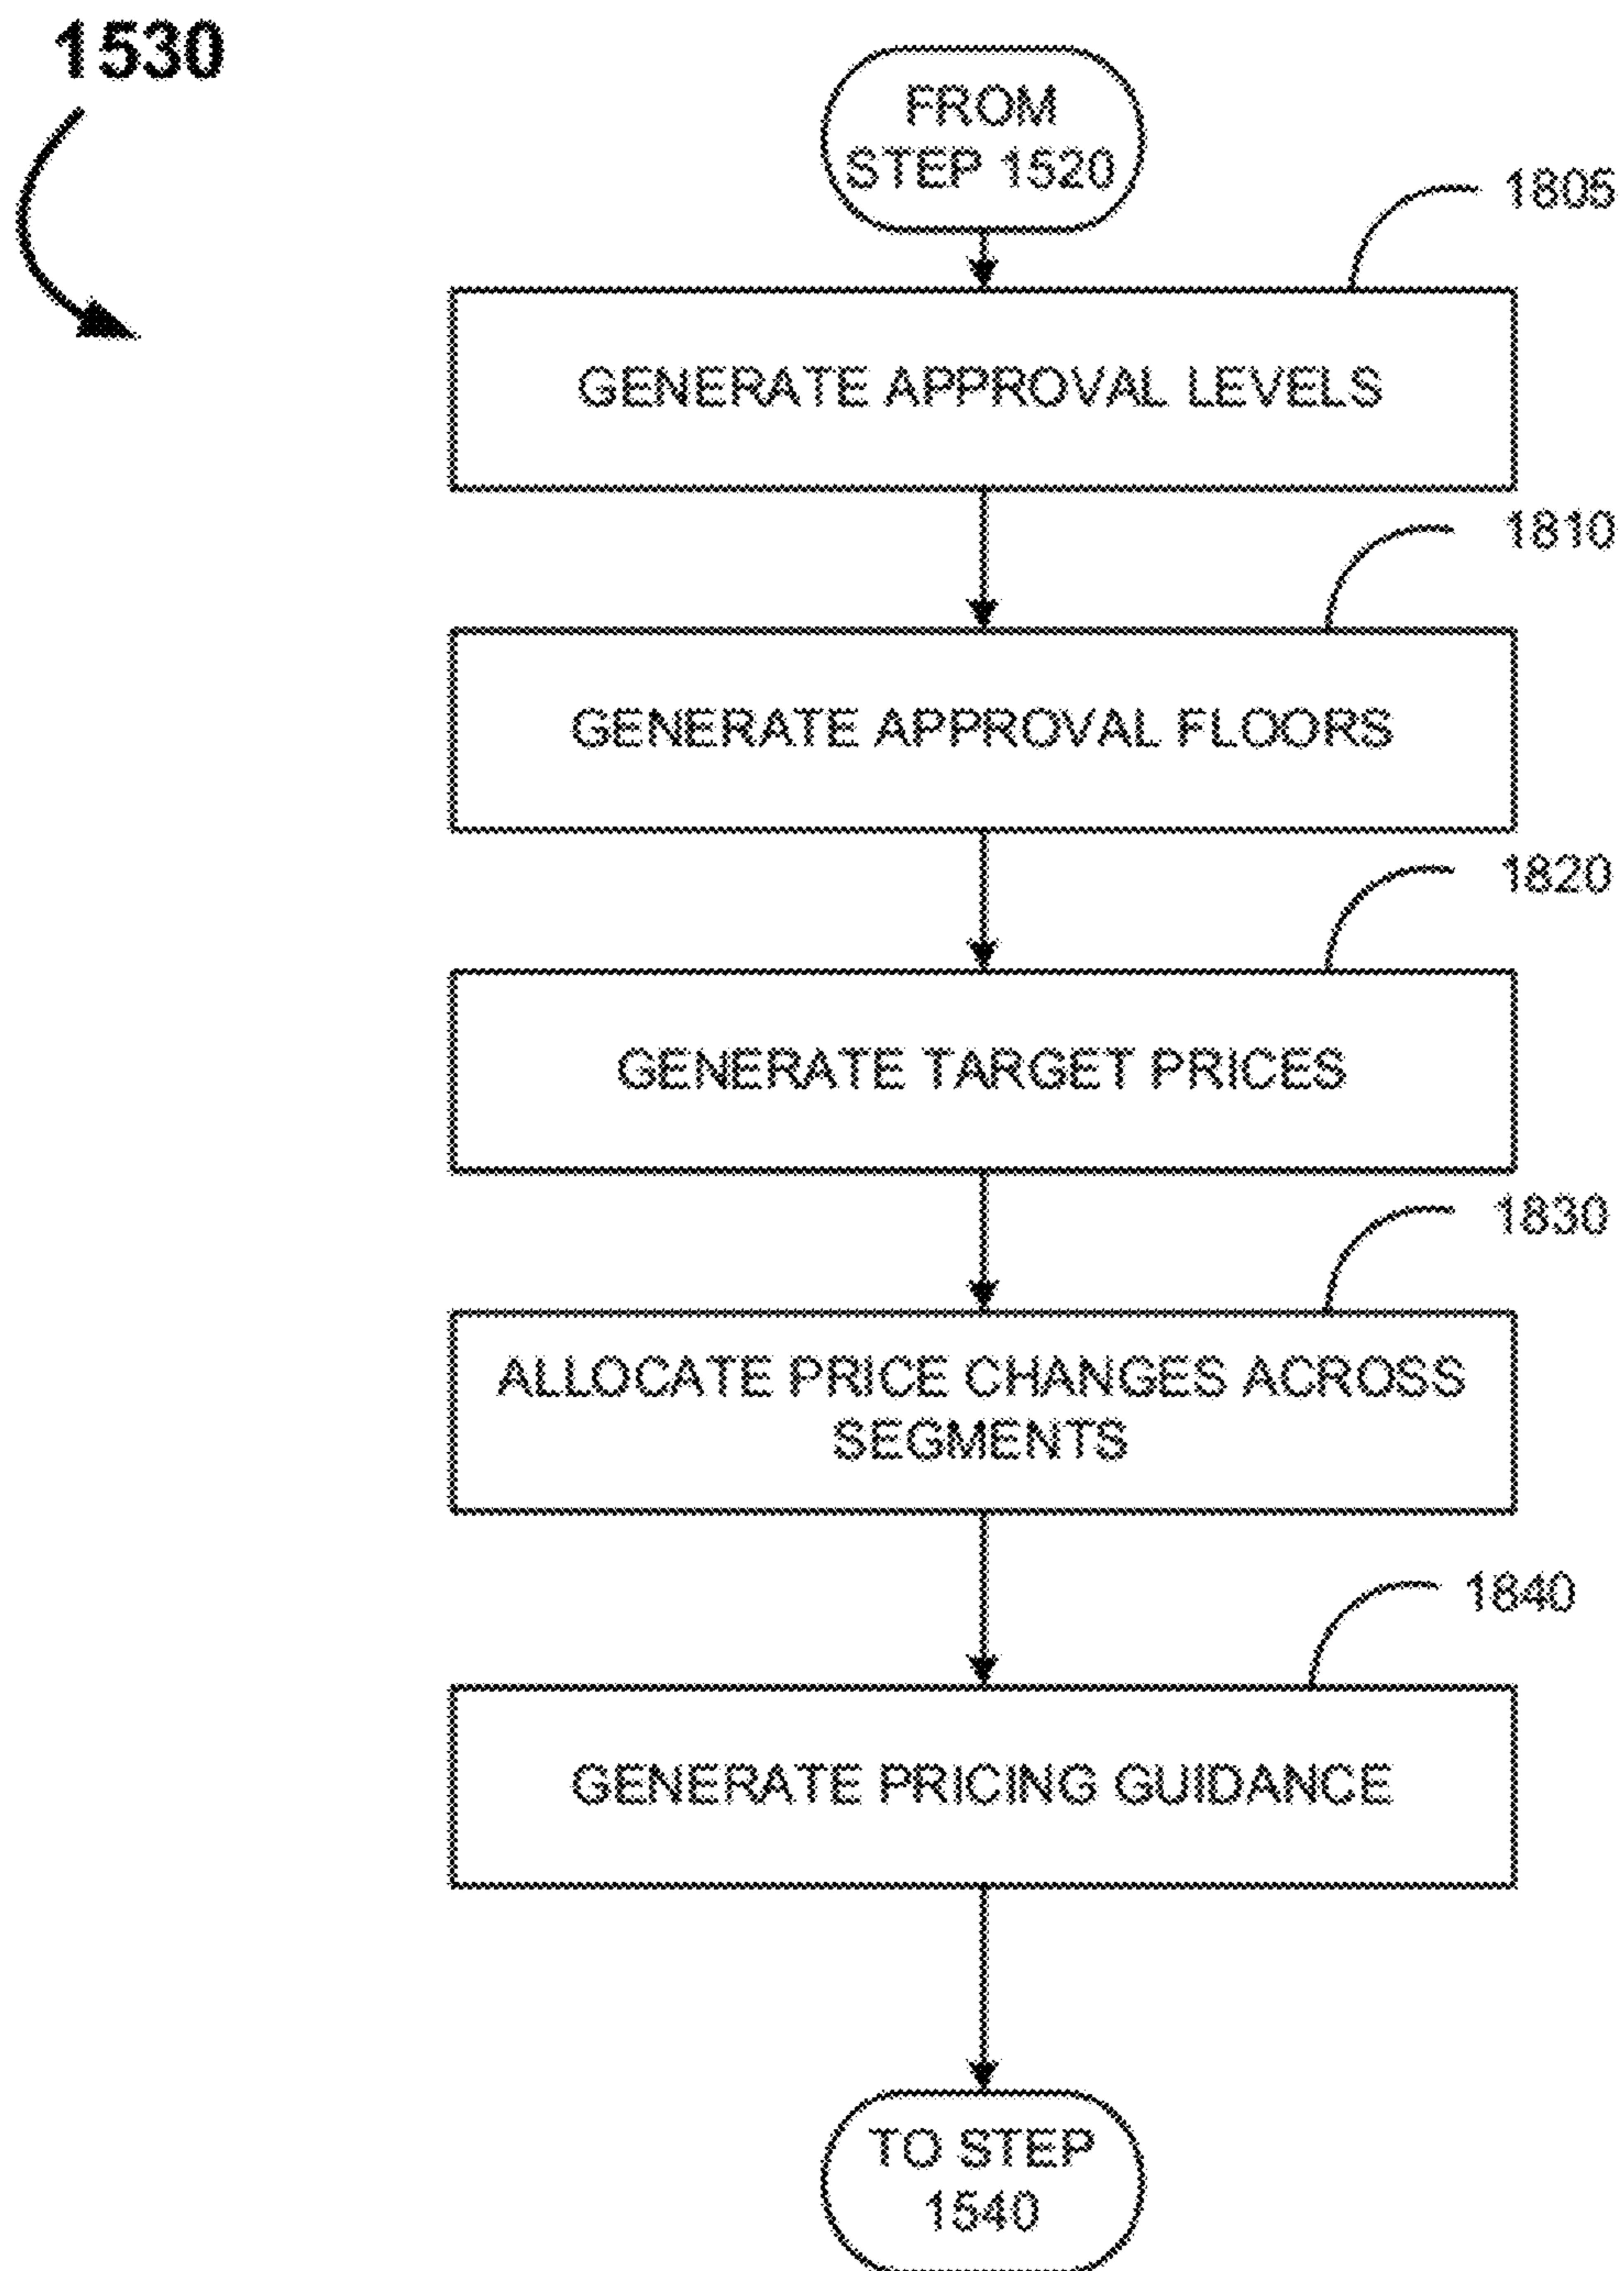 1530
FROM
STEP 1520
1805
GENERATE APPROVAL LEVELS
1810
GENERATE APPROVAL FLOORS
1820
GENERATE TARGET PRICES
1830
ALLOCATE PRICE CHANGES ACROSS
SEGMENTS
1840
GENERATE PRICING GUIDANCE
TO STEP
1540